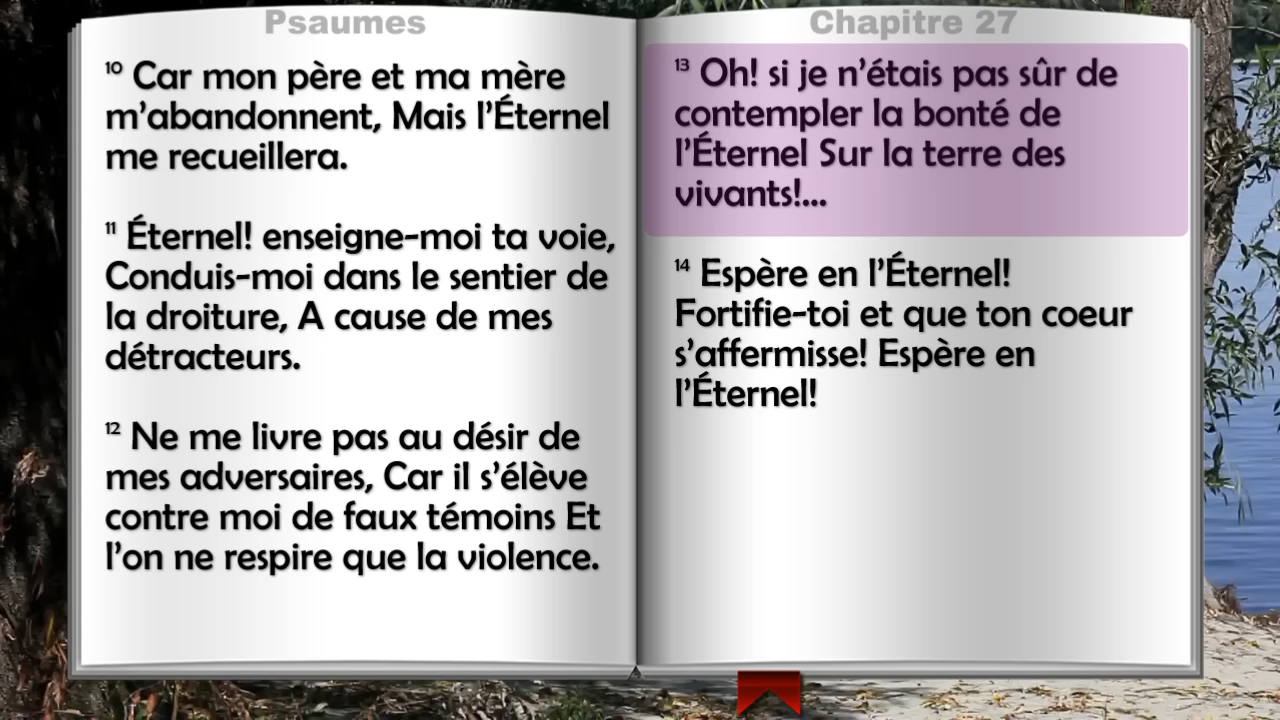 Psaumes
¹⁰ Car mon père et ma mère
m’abandonnent, Mais l’Éternel
me recueillera.
¹¹ Éternel! enseigne-moi ta voie,
Conduis-moi dans le sentier de
la droiture, A cause de mes
détracteurs.
¹² Ne me livre pas au désir de
mes adversaires, Car il s’élève
contre moi de faux témoins Et
l’on ne respire que la violence.
Chapitre 27
¹³ Oh! si je n’étais pas sûr de
contempler la bonté de
l’Éternel Sur la terre des
vivants!...
¹⁴ Espère en l’Éternel!
Fortifie-toi et que ton coeur
s’affermisse! Espère en
l’Éternel!